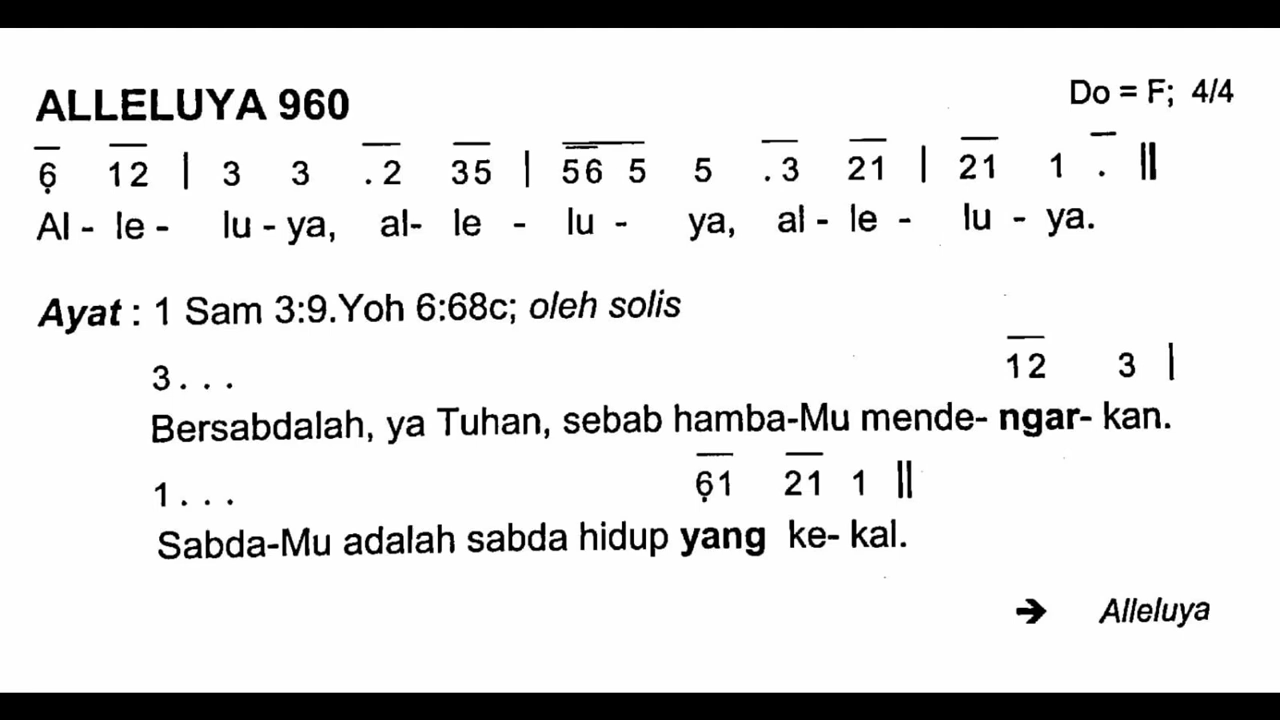 ALLELUYA 960 Do = F; 4/4
6̣ 12 | 3 3 .2 35 | 56 5 5 .3 21 | 21 1 . ||
Al - le - lu - ya, al- le - lu - ya, al - le - lu - ya.
Ayat : 1 Sam 3:9.Yoh 6:68c; oleh solis
3 . . . 12 3 |
Bersabdalah, ya Tuhan, sebab hamba-Mu mende- ngar- kan.
1 . . . 6̣1 21 1 ||
Sabda-Mu adalah sabda hidup yang ke- kal.
➔ Alleluya